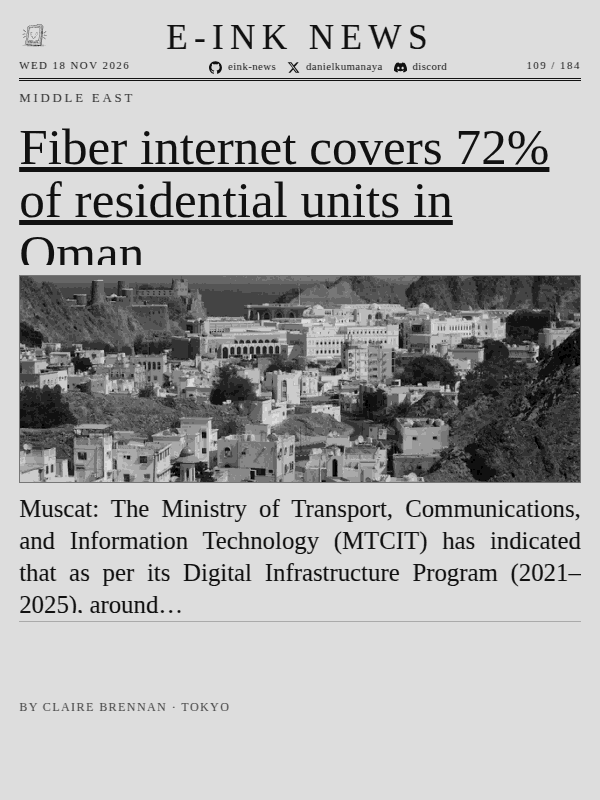 E-INK NEWS
WED 18 NOV 2026
eink-news danielkumanaya discord
109 / 184
MIDDLE EAST
Fiber internet covers 72%
of residential units in
Oman
Muscat: The Ministry of Transport, Communications,
and Information Technology (MTCIT) has indicated
that as per its Digital Infrastructure Program (2021–
2025), around…
BY CLAIRE BRENNAN · TOKYO